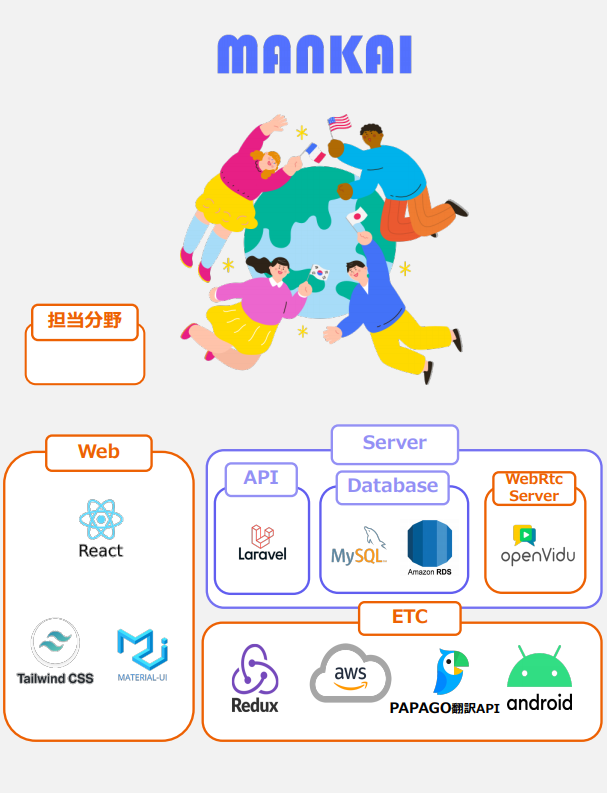 MANKAI
担当分野
Web
React
Tailwind CSS
MATERIAL-UI
Server
API
Laravel
Database
MySQL
Amazon RDS
WebRtc
Server
openVidu
ETC
Redux
aws
PAPAGO翻訳API
android